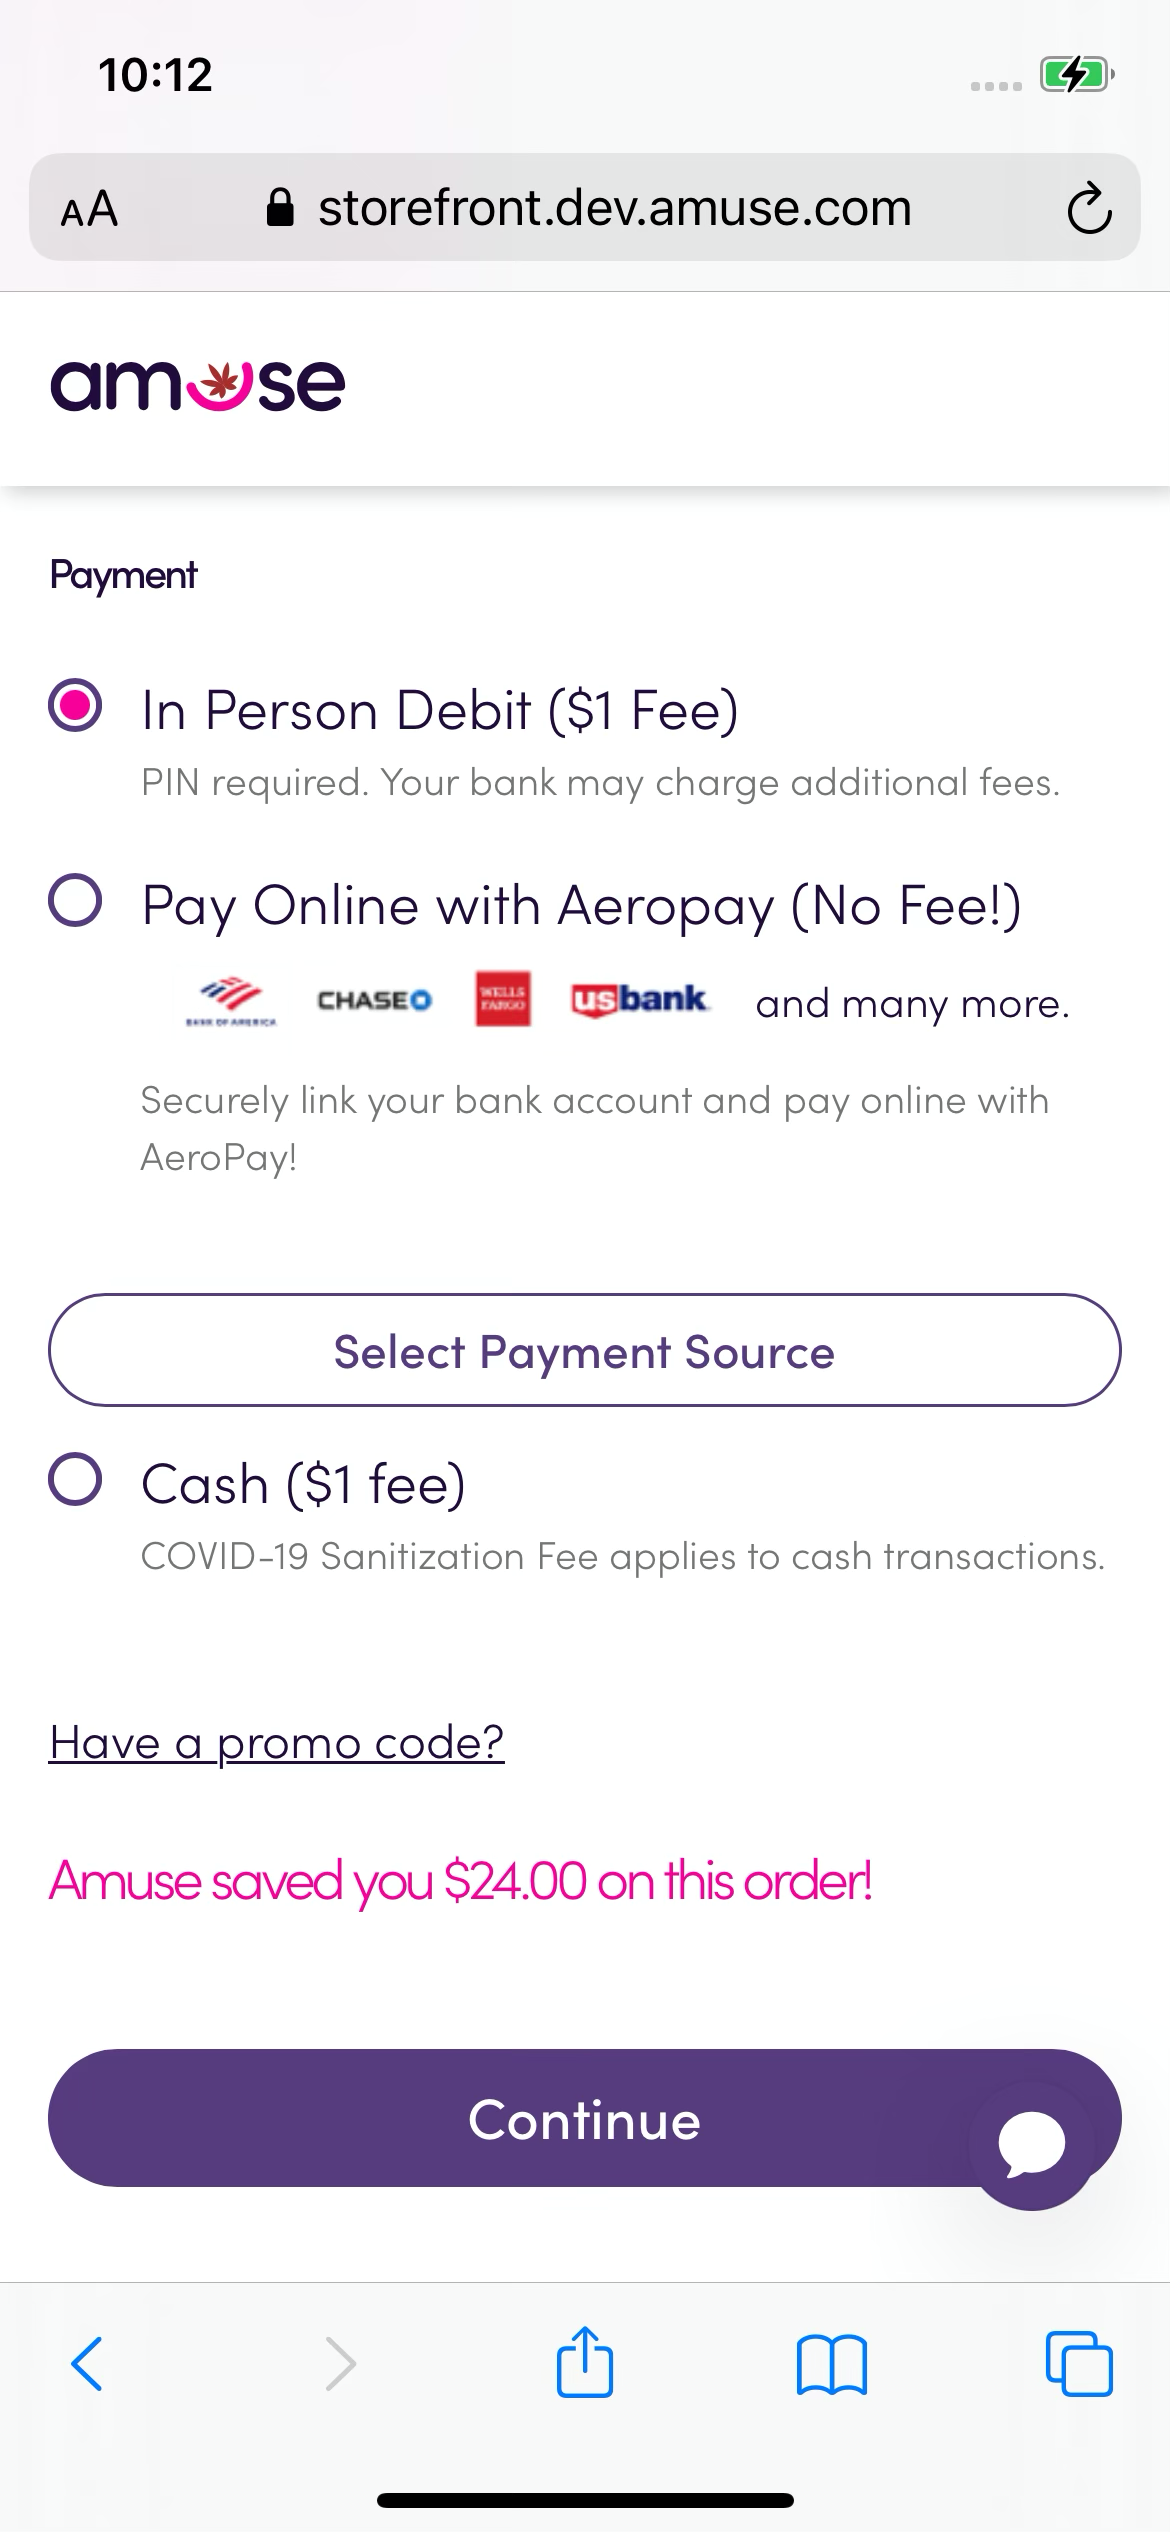 10:12
AA storefront.dev.amuse.com
amuse
Payment
In Person Debit ($1 Fee)
PIN required. Your bank may charge additional fees.
Pay Online with Aeropay (No Fee!)
BANK OF AMERICA CHASE WELLS FARGO usbank and many more.
Securely link your bank account and pay online with
AeroPay!
Select Payment Source
Cash ($1 fee)
COVID-19 Sanitization Fee applies to cash transactions.
Have a promo code?
Amuse saved you $24.00 on this order!
Continue